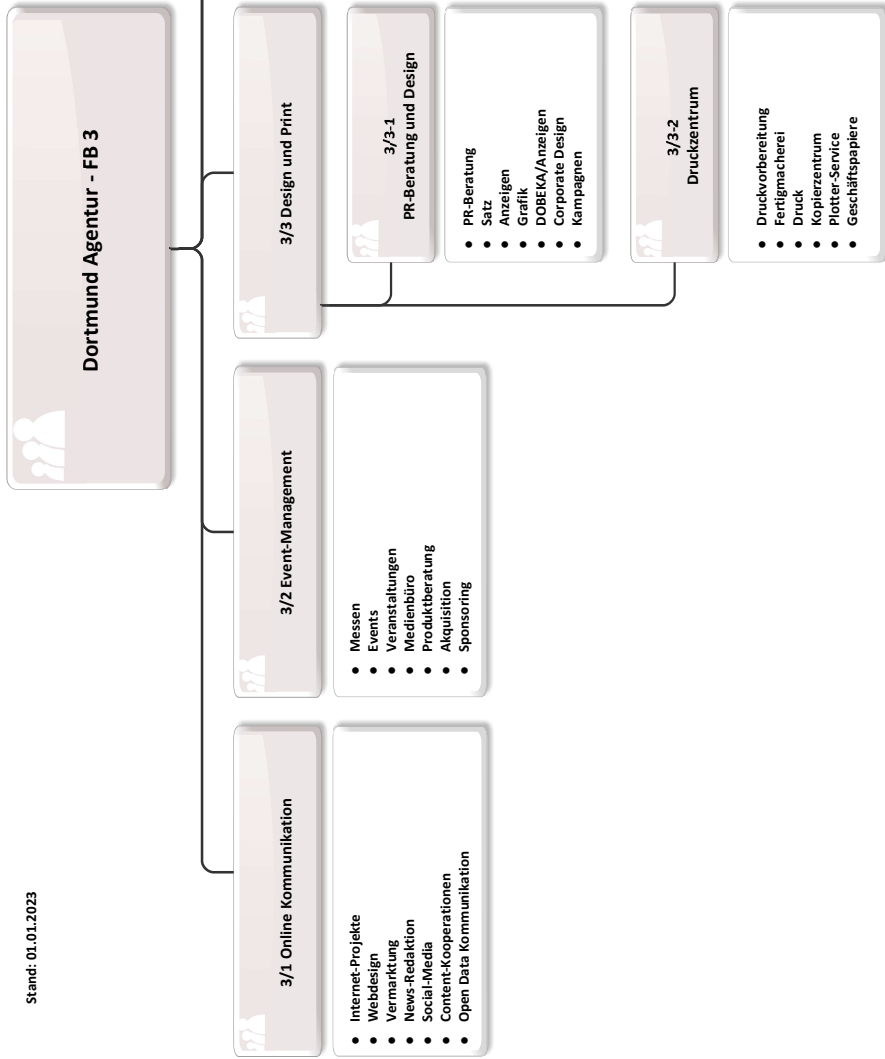 Stand: 01.01.2023
Dortmund Agentur - FB 3
3/1 Online Kommunikation
• Internet-Projekte
• Webdesign
• Vermarktung
• News-Redaktion
• Social-Media
• Content-Kooperationen
• Open Data Kommunikation
3/2 Event-Management
• Messen
• Events
• Veranstaltungen
• Medienbüro
• Produktberatung
• Akquisition
• Sponsoring
3/3 Design und Print
3/3-1
PR-Beratung und Design
• PR-Beratung
• Satz
• Anzeigen
• Grafik
• DOBEKA/Anzeigen
• Corporate Design
• Kampagnen
3/3-2
Druckzentrum
• Druckvorbereitung
• Fertigmacherei
• Druck
• Kopierzentrum
• Plotter-Service
• Geschäftspapiere